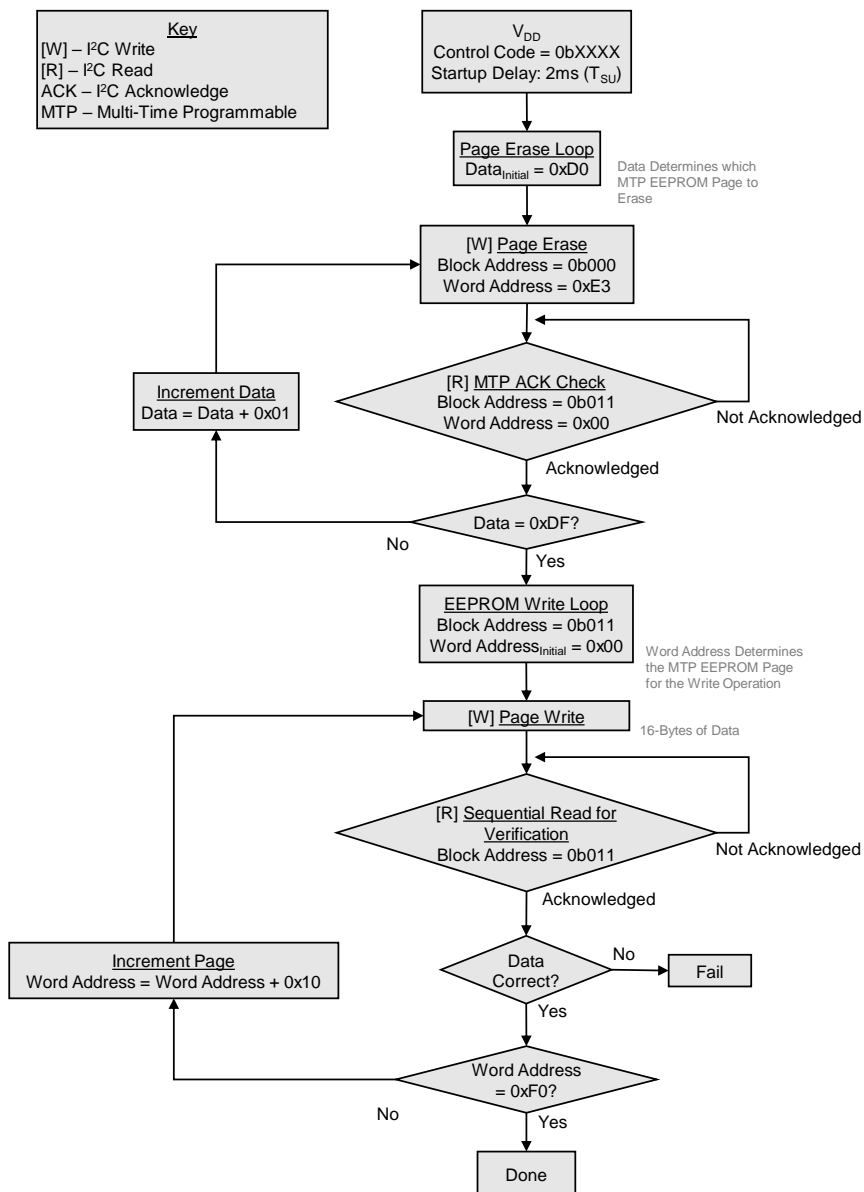 Key
[W] – I²C Write
[R] – I²C Read
ACK – I²C Acknowledge
MTP – Multi-Time Programmable
VDD
Control Code = 0bXXXX
Startup Delay: 2ms (TSU)
Page Erase Loop
DataInitial = 0xD0
Data Determines which
MTP EEPROM Page to
Erase
[W] Page Erase
Block Address = 0b000
Word Address = 0xE3
[R] MTP ACK Check
Block Address = 0b011
Word Address = 0x00
Not Acknowledged
Increment Data
Data = Data + 0x01
Acknowledged
Data = 0xDF?
No
Yes
EEPROM Write Loop
Block Address = 0b011
Word AddressInitial = 0x00
Word Address Determines
the MTP EEPROM Page
for the Write Operation
[W] Page Write
16-Bytes of Data
[R] Sequential Read for
Verification
Block Address = 0b011
Not Acknowledged
Acknowledged
Increment Page
Word Address = Word Address + 0x10
Data
Correct?
No
Fail
Yes
Word Address
= 0xF0?
No
Yes
Done